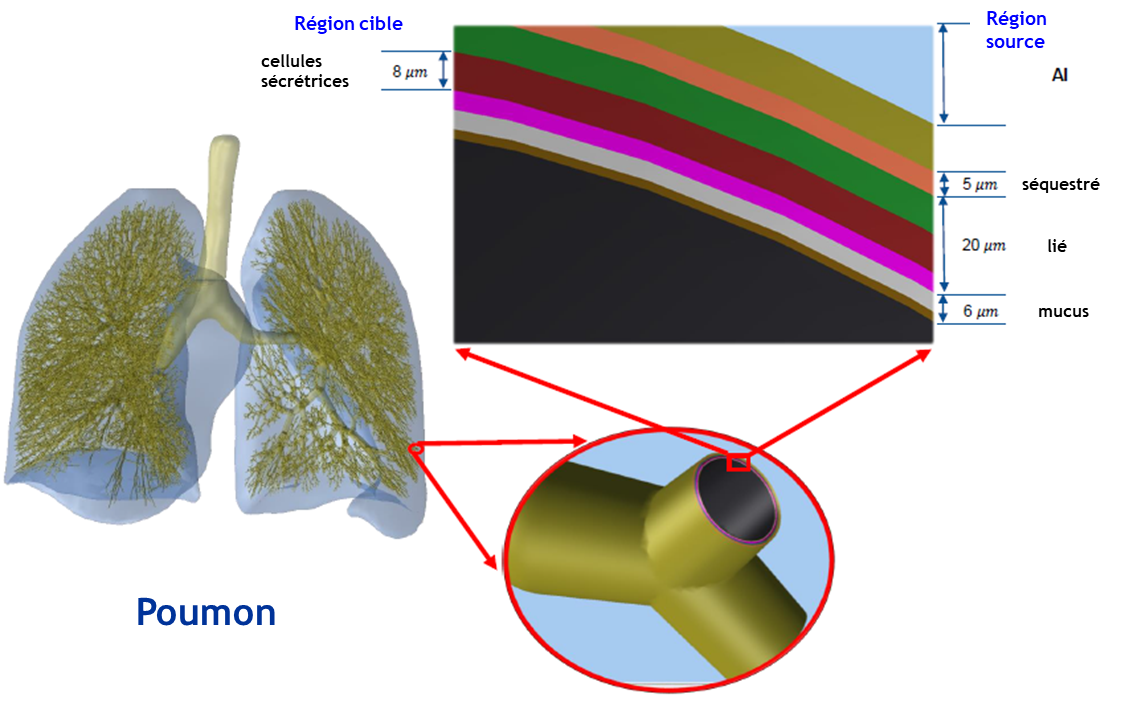 Région cible
cellules
sécrétrices
8 µm
Région
source
AI
5 µm
séquestré
20 µm
lié
6 µm
mucus
Poumon